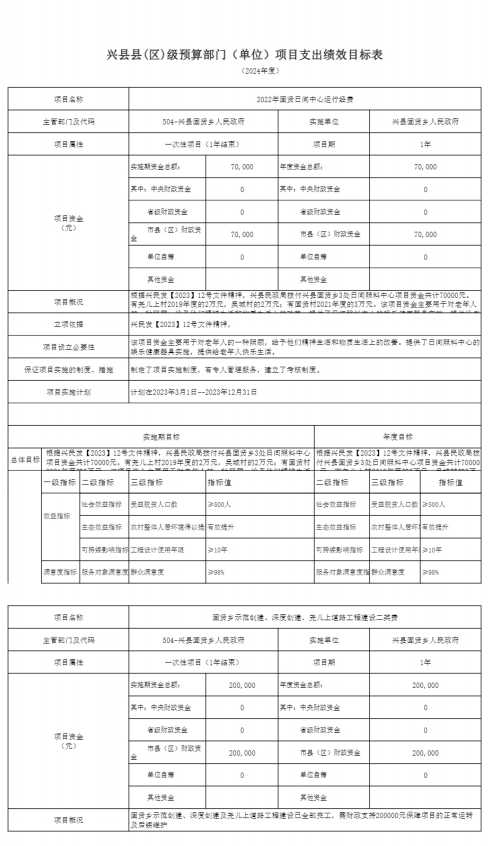 兴县县(区)级预算部门（单位）项目支出绩效目标表
（2024年度）
项目名称 2022年固贤日间中心运行经费
主管部门及代码 504-兴县固贤乡人民政府 实施单位 兴县固贤乡人民政府
项目属性 一次性项目（1年结束） 项目期 1年
项目资金
（元）
实施期资金总额： 70,000 年度资金总额： 70,000
其中：中央财政资金 0 其中：中央财政资金 0
省级财政资金 0 省级财政资金 0
市县（区）财政资金 70,000 市县（区）财政资金 70,000
单位自筹 0 单位自筹 0
其他资金 其他资金
项目概况 根据兴民发【2023】12号文件精神，兴县民政局拨付兴县固贤乡3处日间照料中心项目资金共计70000元。
有尧儿上村2019年度的2万元；吴城村的2万元；有固贤村2021年度的3万元。该项目资金主要用于对老年人
立项依据 兴民发【2023】12号文件精神，
项目设立必要性 该项目资金主要用于对老年人的一种照顾，给予他们精神生活和物质生活上的改善。提供了日间照料中心的
娱乐健康器具实施，提供给老年人快乐生活。
保证项目实施的制度、措施 制定了项目实施制度，有专人管理服务，建立了考核制度。
项目实施计划 计划在2023年3月1日--2023年12月31日
实施期目标 年度目标
总体目标 根据兴民发【2023】12号文件精神，兴县民政局拨付兴县固贤乡3处日间照料中心
项目资金共计70000元。有尧儿上村2019年度的2万元；吴城村的2万元；有固贤村
根据兴民发【2023】12号文件精神，兴县民政局拨
付兴县固贤乡3处日间照料中心项目资金共计70000
一级指标 二级指标 三级指标 指标值 二级指标 三级指标 指标值
效益指标 社会效益指标 受益脱贫人口数 ≥500人 社会效益指标 受益脱贫人口数 ≥500人
生态效益指标 农村整体人居环境得以提 有效提升 生态效益指标 农村整体人居环 有效提升
可持续影响指标 工程设计使用年限 ≥10年 可持续影响指标 工程设计使用年 ≥10年
满意度指标 服务对象满意度 群众满意度 ≥98% 服务对象满意度指 群众满意度 ≥98%
项目名称 固贤乡示范创建、深度创建、尧儿上道路工程建设二类费
主管部门及代码 504-兴县固贤乡人民政府 实施单位 兴县固贤乡人民政府
项目属性 一次性项目（1年结束） 项目期 1年
项目资金
（元）
实施期资金总额： 200,000 年度资金总额： 200,000
其中：中央财政资金 0 其中：中央财政资金 0
省级财政资金 0 省级财政资金 0
市县（区）财政资金 200,000 市县（区）财政资金 200,000
单位自筹 0 单位自筹 0
其他资金 其他资金
项目概况 固贤乡示范创建、深度创建及尧儿上道路工程建设已全部完工，需财政支持200000元保障项目的正常运转
及后续维护